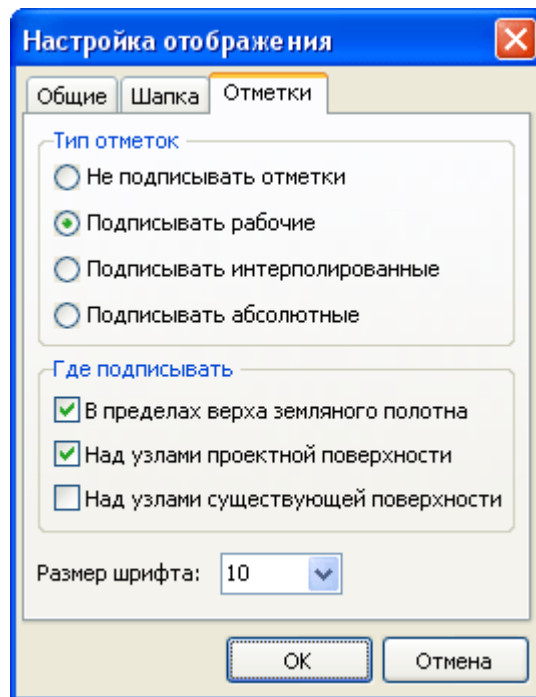 Настройка отображения
Общие Шапка Отметки
Тип отметок
Не подписывать отметки
Подписывать рабочие
Подписывать интерполированные
Подписывать абсолютные
Где подписывать
В пределах верха земляного полотна
Над узлами проектной поверхности
Над узлами существующей поверхности
Размер шрифта: 10
ОК Отмена